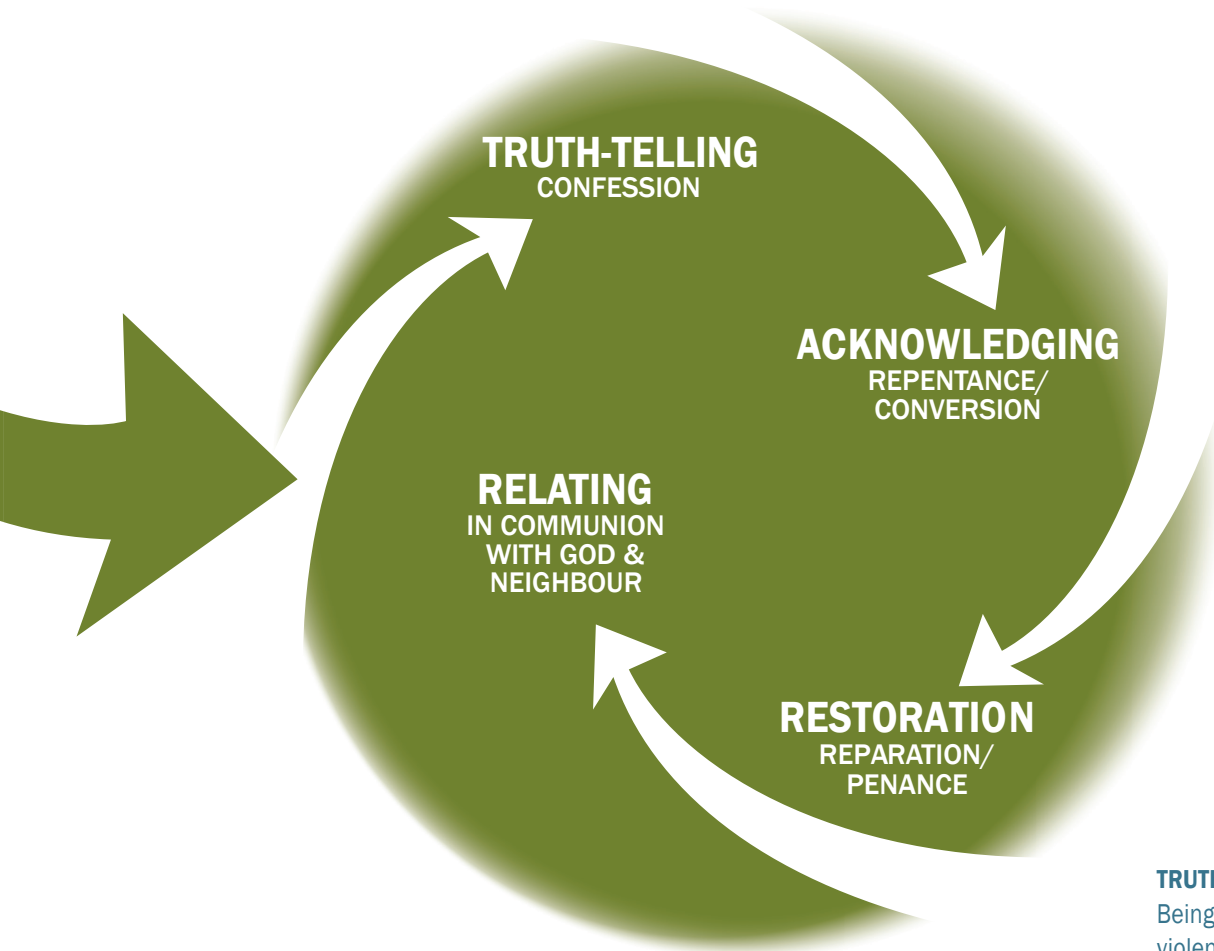 TRUTH-TELLING
CONFESSION
ACKNOWLEDGING
REPENTANCE/
CONVERSION
RELATING
IN COMMUNION
WITH GOD &
NEIGHBOUR
RESTORATION
REPARATION/
PENANCE
Being